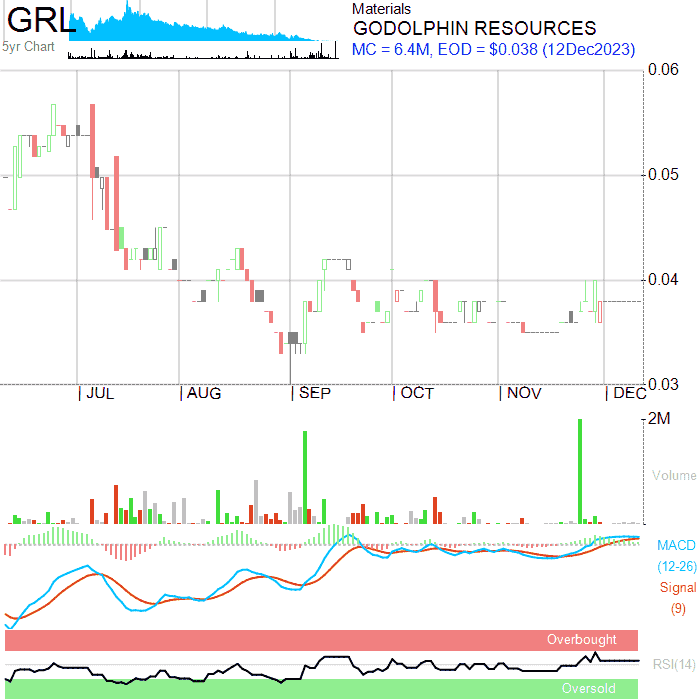 GRL
5yr Chart
Materials
GODOLPHIN RESOURCES
MC = 6.4M, EOD = $0.038 (12Dec2023)
0.06
0.05
0.04
0.03
JUL
AUG
SEP
OCT
NOV
DEC
2M
Volume
MACD
(12-26)
Signal
(9)
Overbought
RSI(14)
Oversold